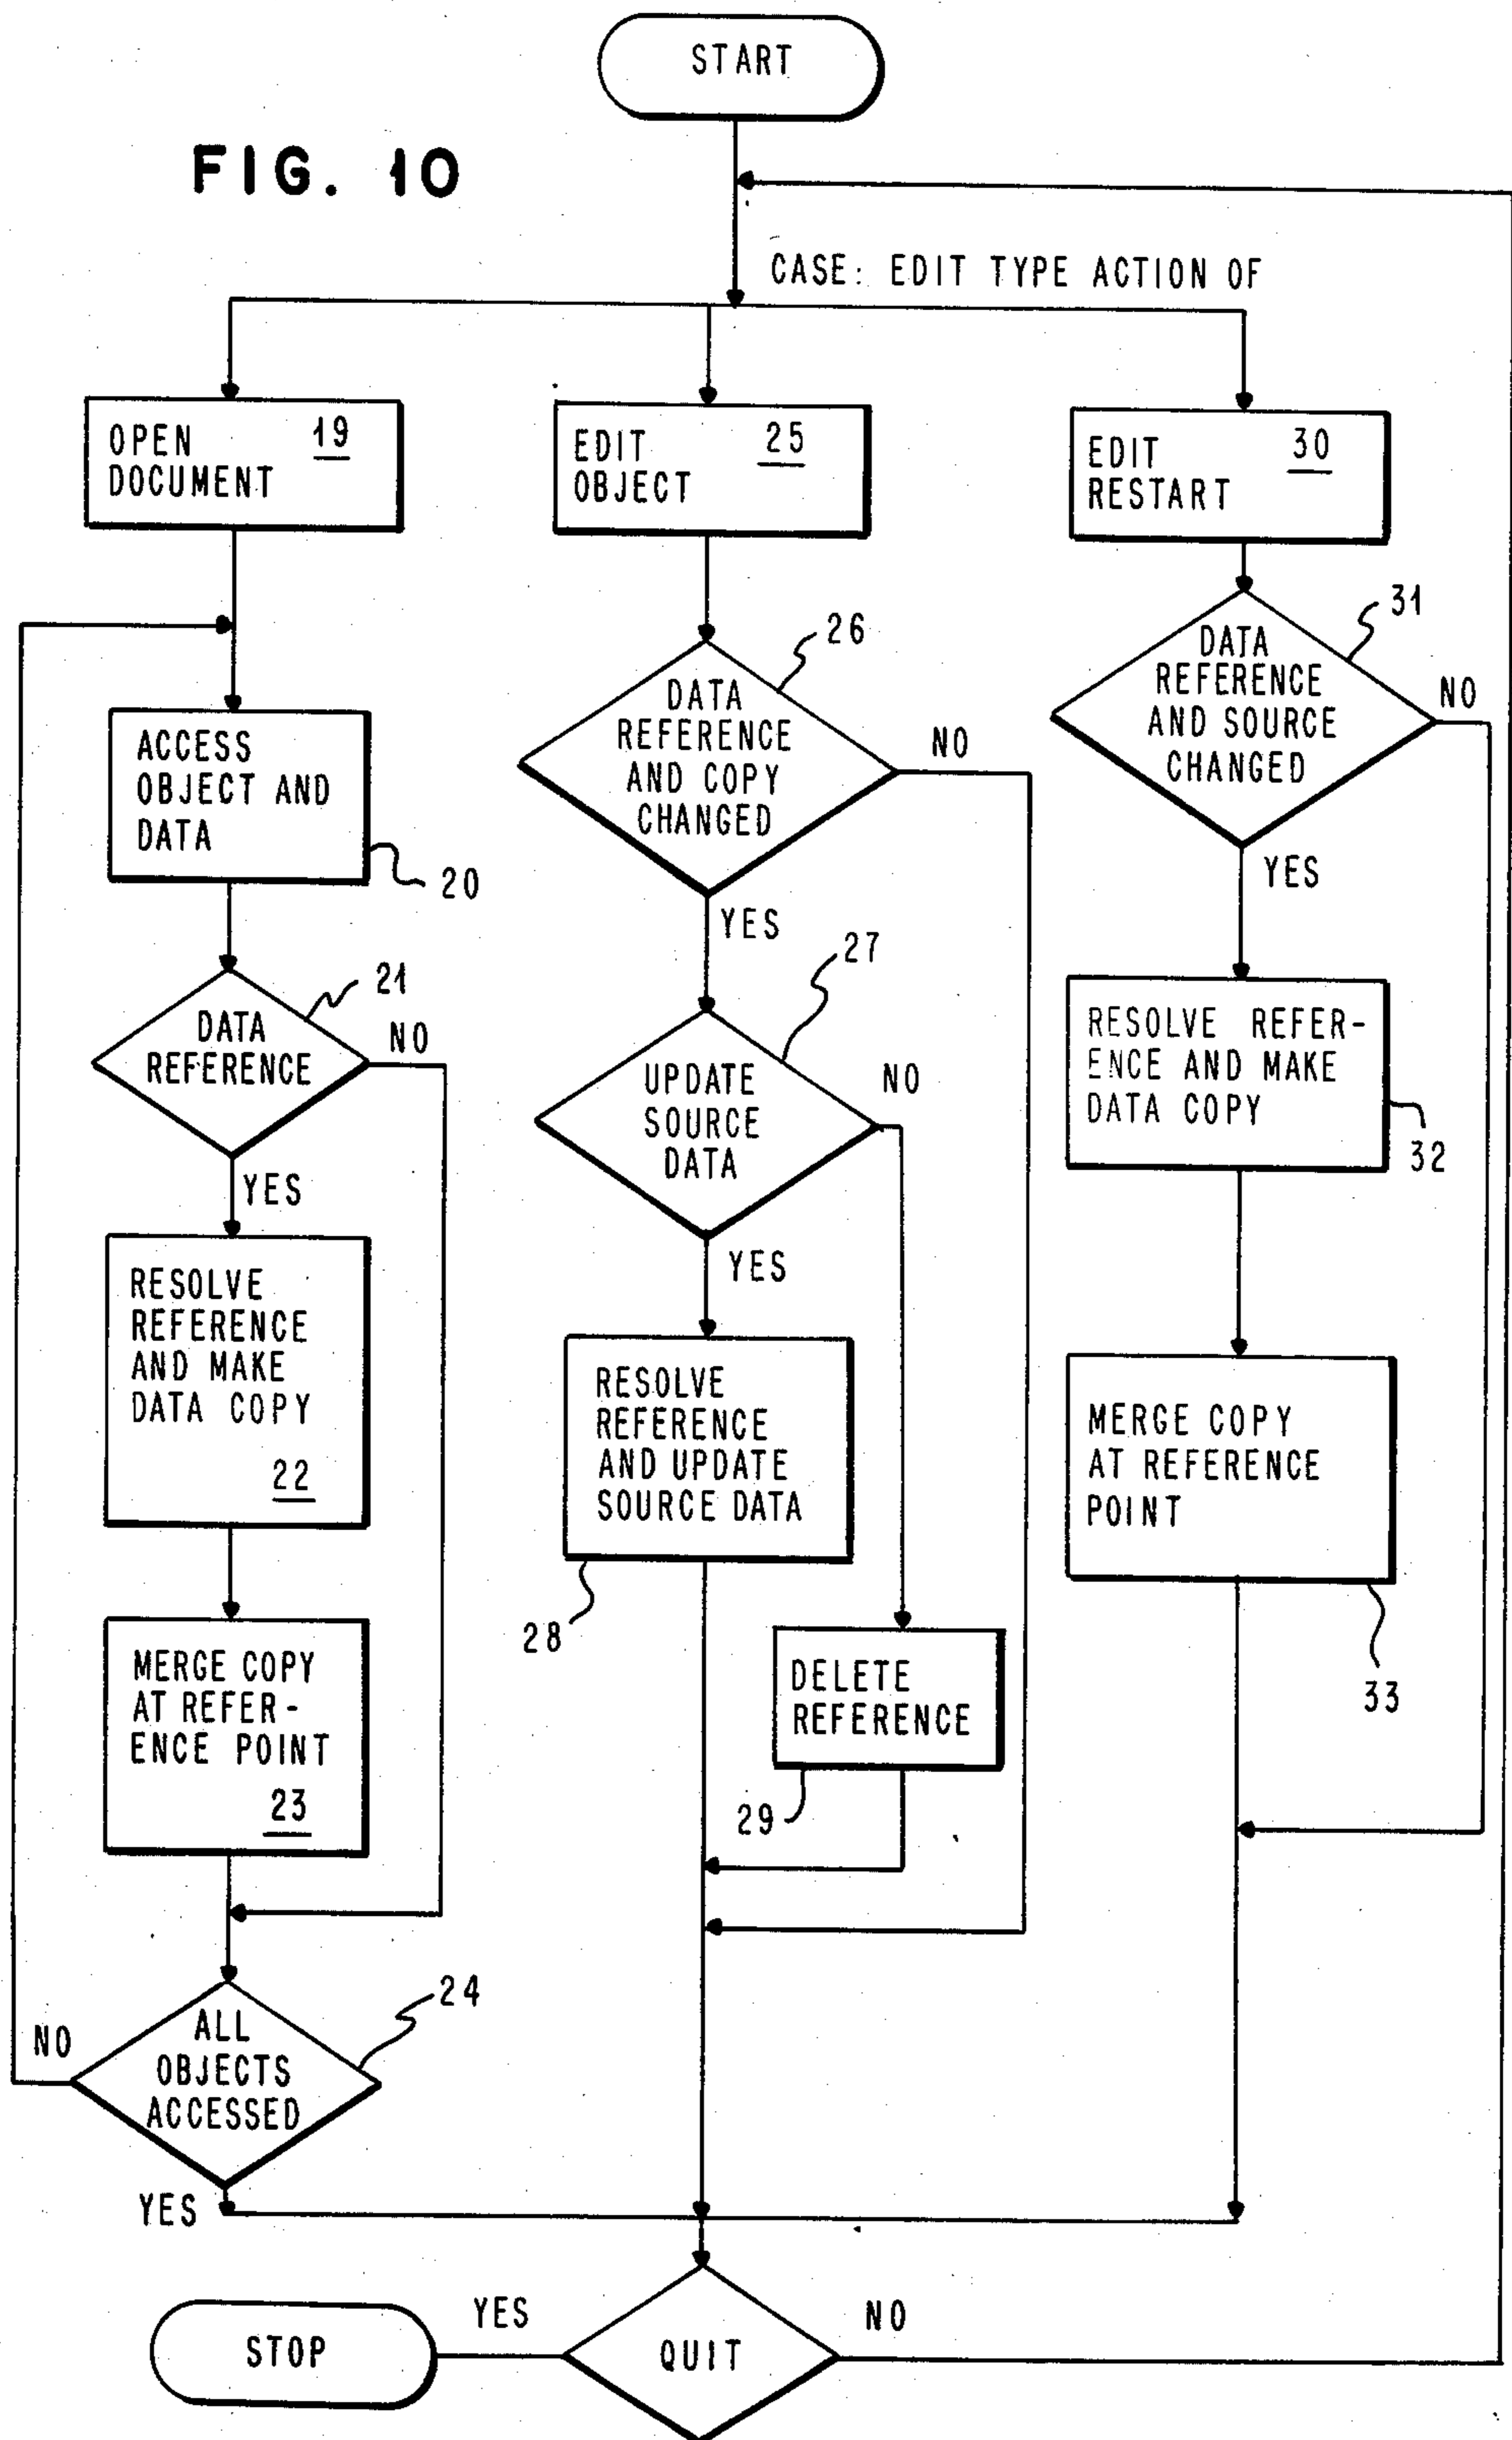 START
FIG. 10
CASE: EDIT TYPE ACTION OF
OPEN 19
DOCUMENT
EDIT 25
OBJECT
EDIT 30
RESTART
31
DATA
REFERENCE
AND SOURCE
CHANGED
NO
YES
26
DATA
REFERENCE
AND COPY
CHANGED
NO
YES
ACCESS
OBJECT AND
DATA
20
21
DATA
REFERENCE
NO
YES
27
UPDATE
SOURCE
DATA
NO
YES
RESOLVE REFER-
ENCE AND MAKE
DATA COPY
32
RESOLVE
REFERENCE
AND MAKE
DATA COPY
22
RESOLVE
REFERENCE
AND UPDATE
SOURCE DATA
28
MERGE COPY
AT REFERENCE
POINT
33
MERGE COPY
AT REFER-
ENCE POINT
23
DELETE
REFERENCE
29
24
ALL
OBJECTS
ACCESSED
NO
YES
QUIT
YES
NO
STOP